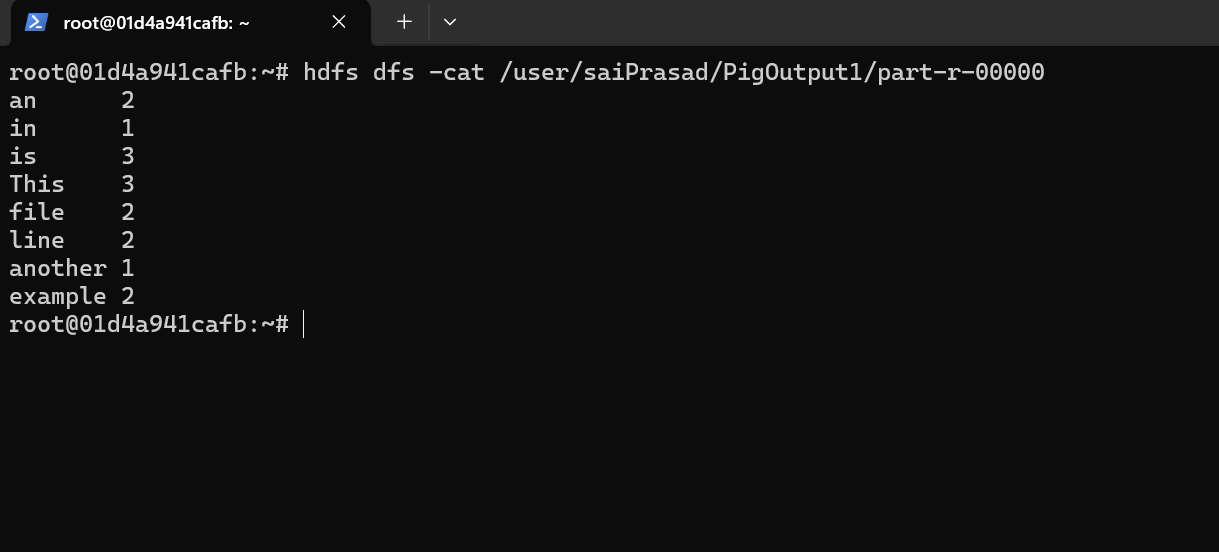 root@01d4a941cafb: ~
root@01d4a941cafb:~# hdfs dfs -cat /user/saiPrasad/PigOutput1/part-r-00000
an      2
in      1
is      3
This    3
file    2
line    2
another 1
example 2
root@01d4a941cafb:~#